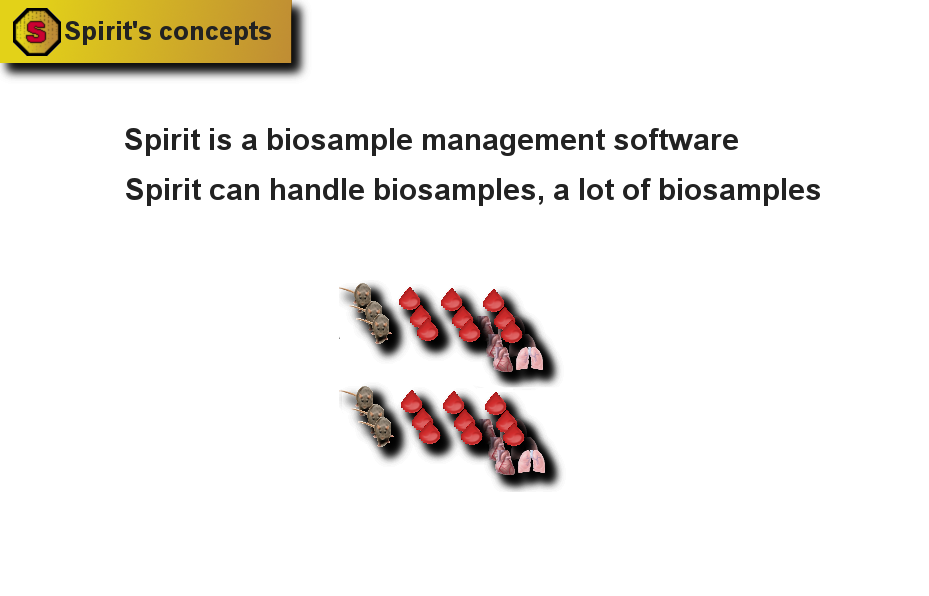 S Spirit's concepts
Spirit is a biosample management software
Spirit can handle biosamples, a lot of biosamples